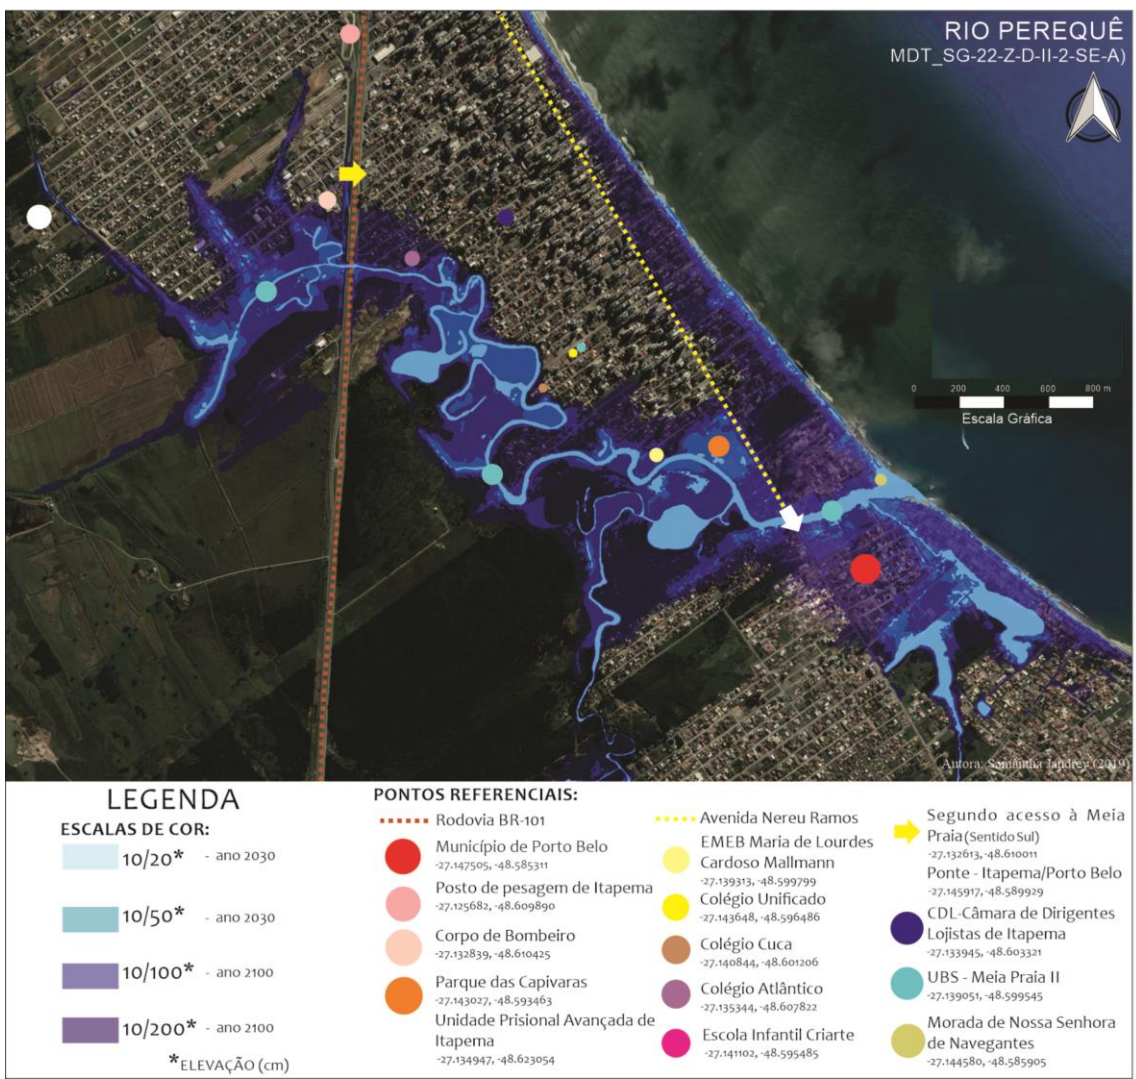 RIO PEREQUÊ
MDT_SG-22-Z-D-II-2-SE-A)
0 200 400 600 800 m
Escala Gráfica
Autora: Samantha Jandrey (2019)
LEGENDA
ESCALAS DE COR:
10/20* - ano 2030
10/50* - ano 2030
10/100* - ano 2100
10/200* - ano 2100
*ELEVAÇÃO (cm)
PONTOS REFERENCIAIS:
Rodovia BR-101
Município de Porto Belo
-27.147505, -48.585311
Posto de pesagem de Itapema
-27.125682, -48.609890
Corpo de Bombeiro
-27.132839, -48.610425
Parque das Capivaras
-27.143027, -48.593463
Unidade Prisional Avançada de
Itapema
-27.134947, -48.623054
Avenida Nereu Ramos
EMEB Maria de Lourdes
Cardoso Mallmann
-27.139313, -48.599799
Colégio Unificado
-27.143648, -48.596486
Colégio Cuca
-27.140844, -48.601206
Colégio Atlântico
-27.135344, -48.607822
Escola Infantil Criarte
-27.141102, -48.595485
Segundo acesso à Meia
Praia (Sentido Sul)
-27.132613, -48.610011
Ponte - Itapema/Porto Belo
-27.145917, -48.589929
CDL-Câmara de Dirigentes
Lojistas de Itapema
-27.133945, -48.603321
UBS - Meia Praia II
-27.139051, -48.599545
Morada de Nossa Senhora
de Navegantes
-27.144580, -48.585905